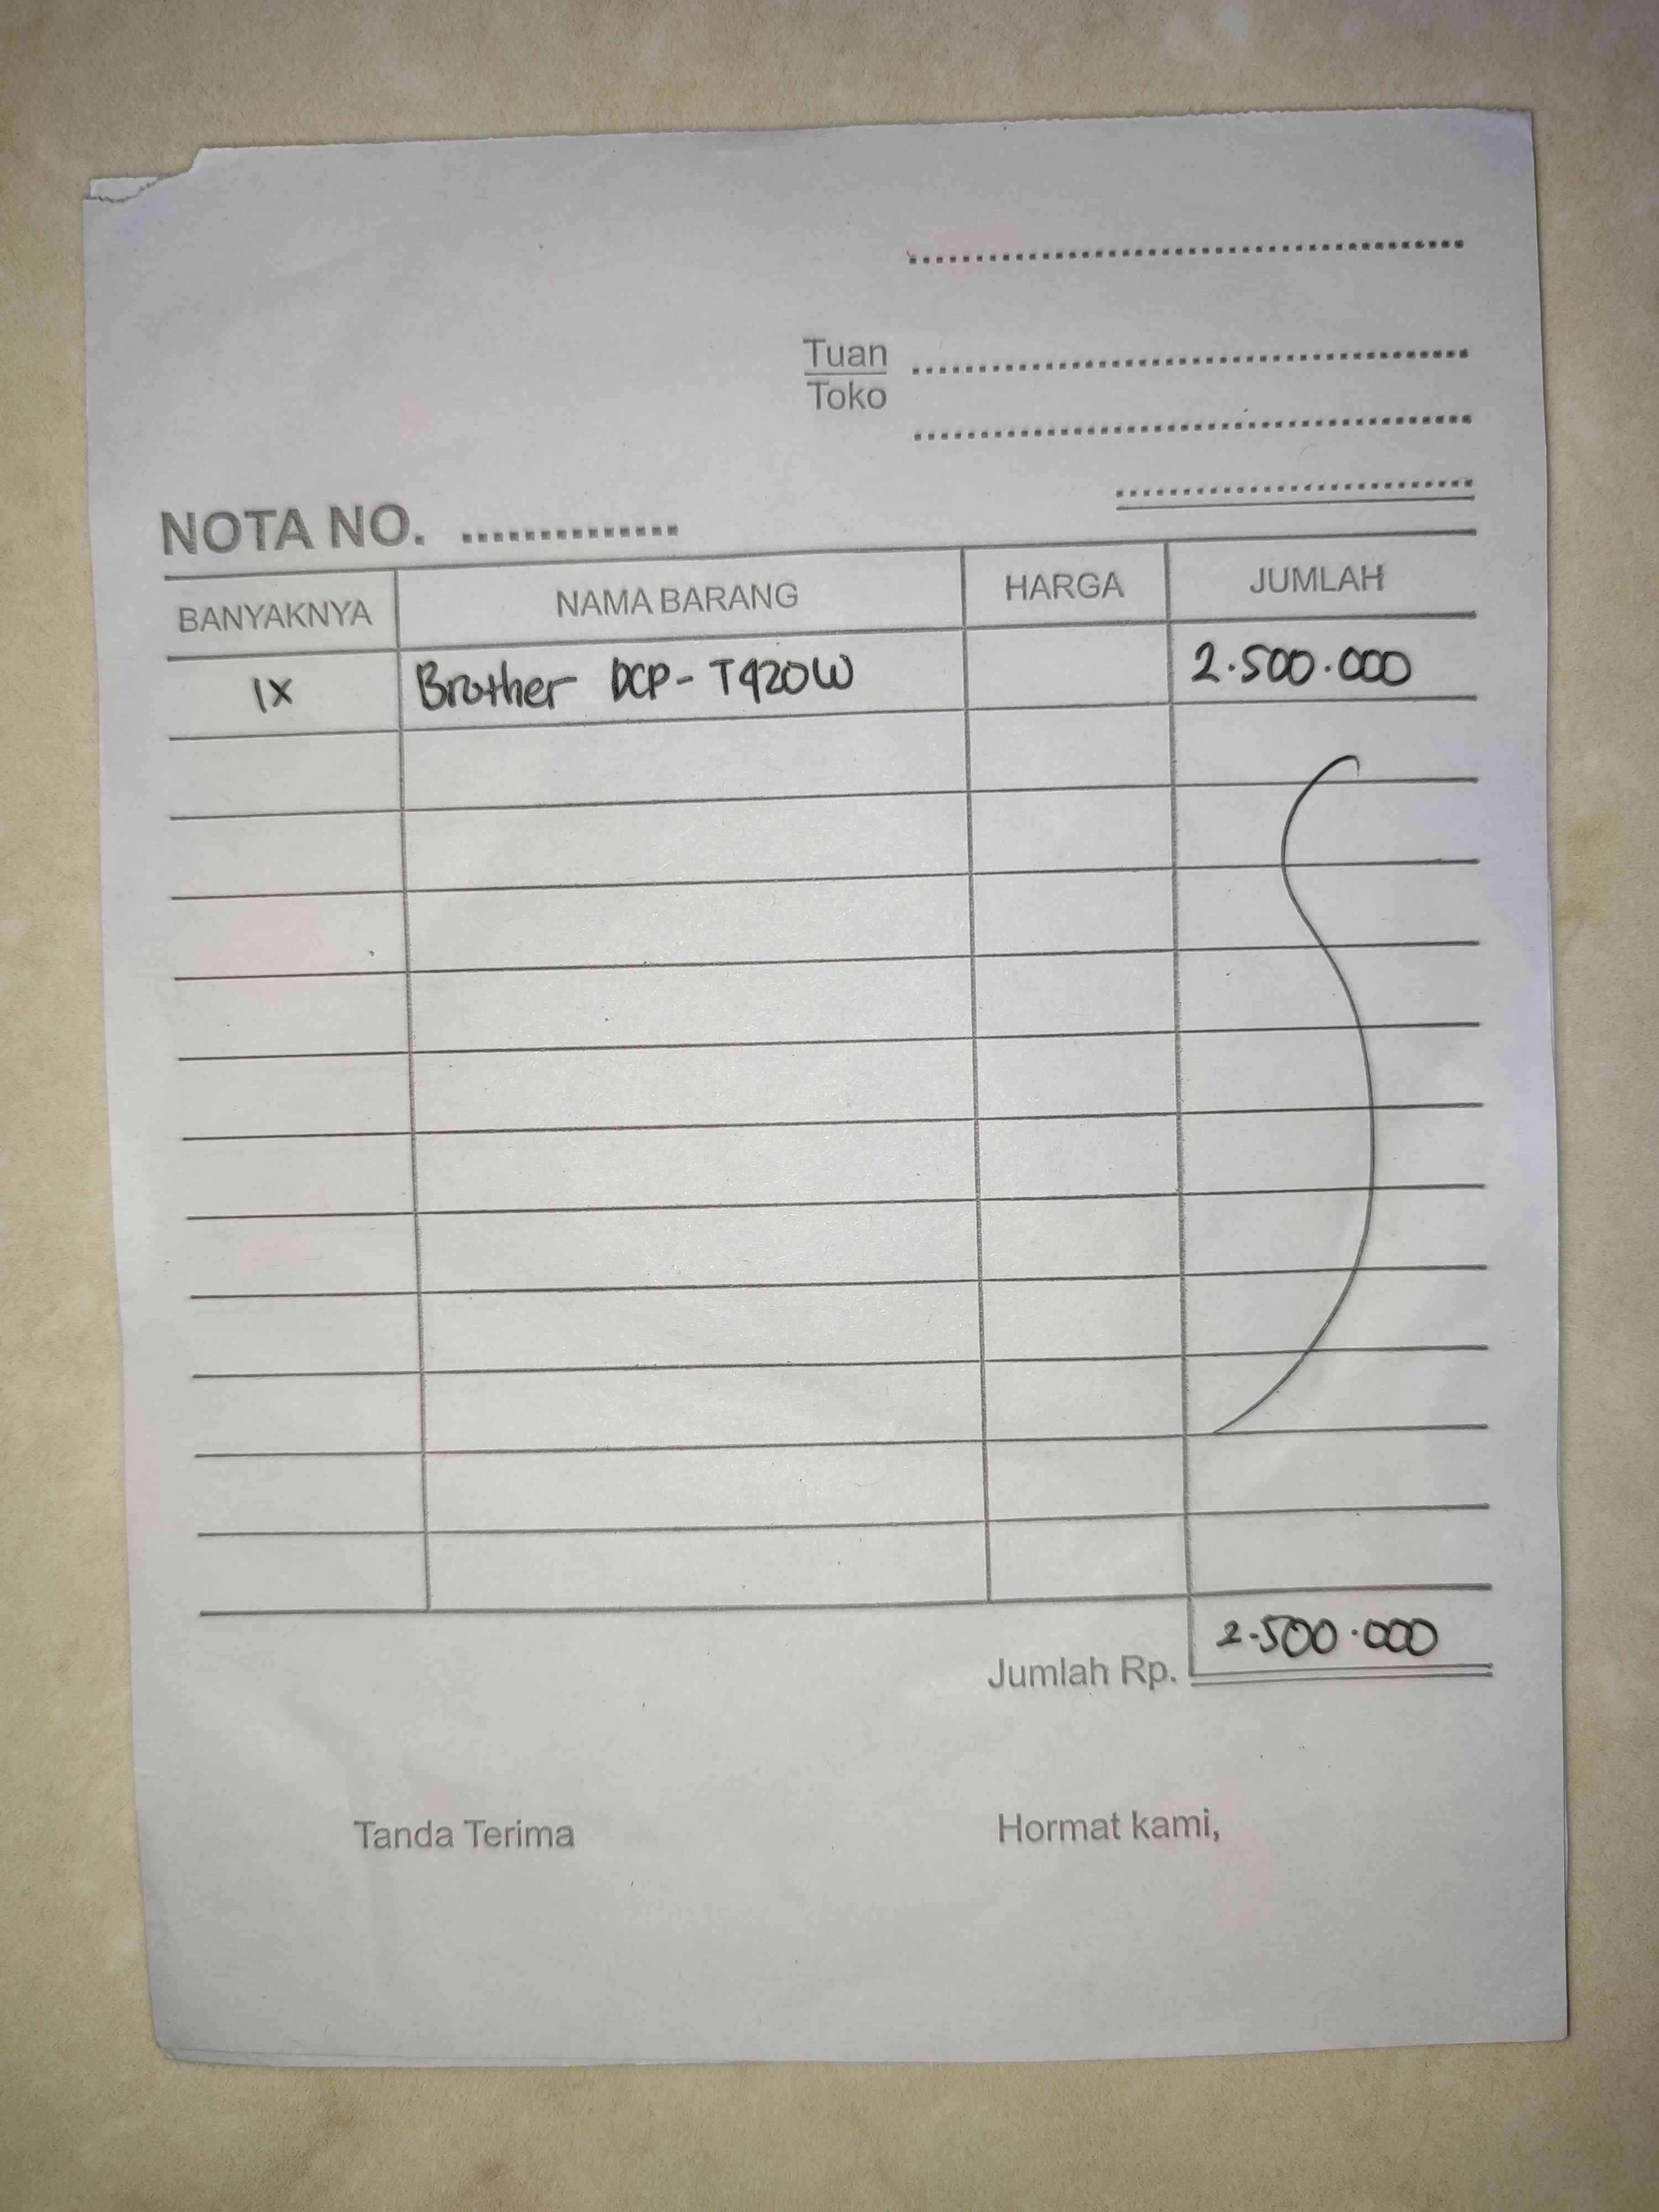 Tuan
Toko
NOTA NO. ..............
BANYAKNYA NAMA BARANG HARGA JUMLAH
1X Brother DCP-T420W 2.500.000
2.500.000
Jumlah Rp.
Tanda Terima Hormat kami,